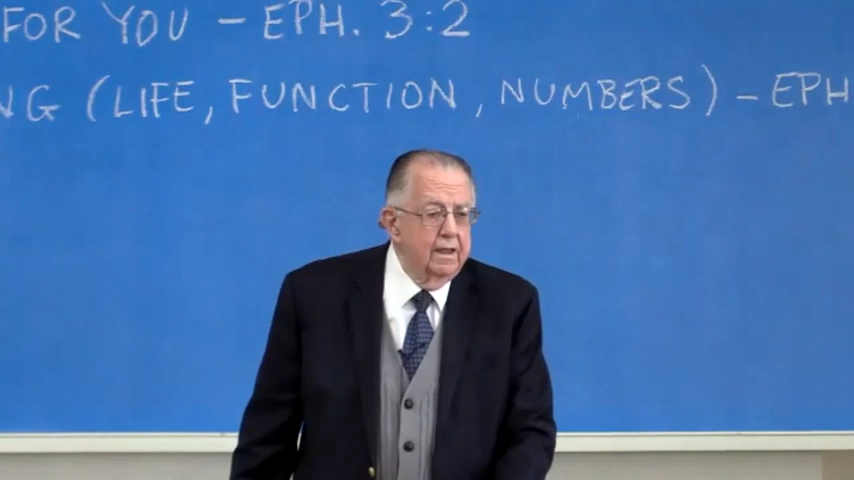 FOR YOU – EPH. 3:2
NG (LIFE, FUNCTION, NUMBERS) – EPH